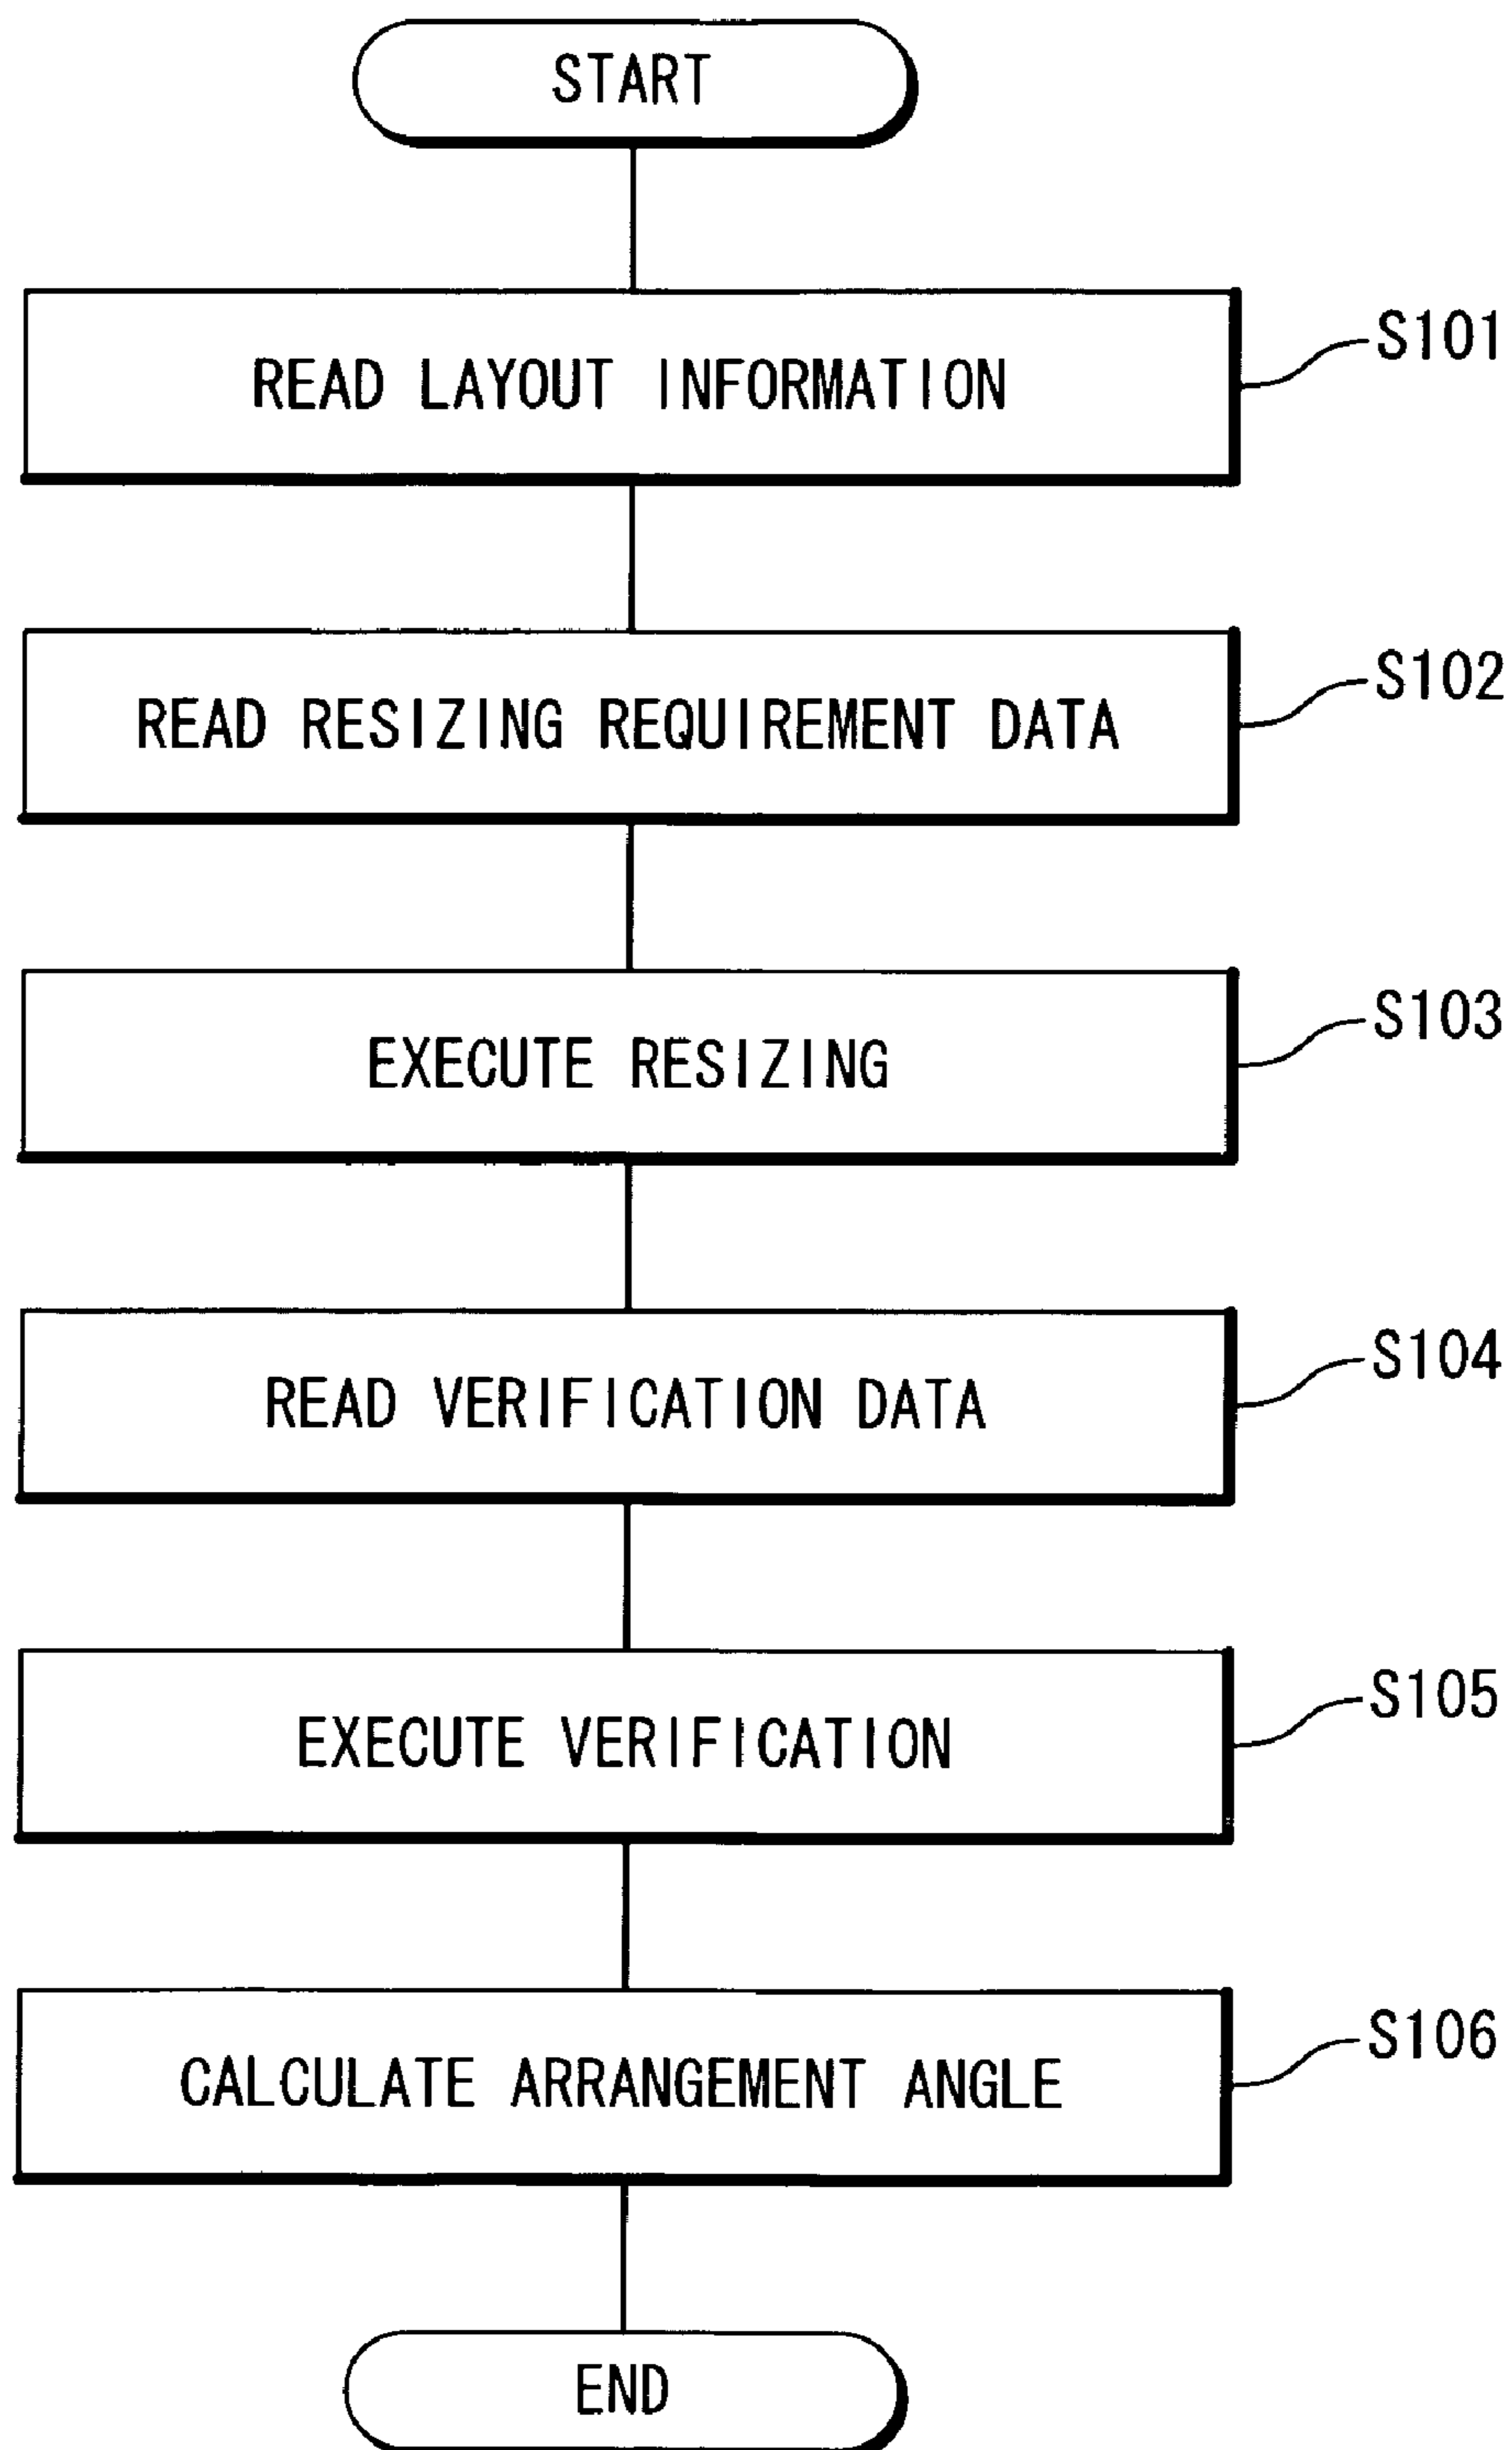 START
READ LAYOUT INFORMATION
S101
READ RESIZING REQUIREMENT DATA
S102
EXECUTE RESIZING
S103
READ VERIFICATION DATA
S104
EXECUTE VERIFICATION
S105
CALCULATE ARRANGEMENT ANGLE
S106
END